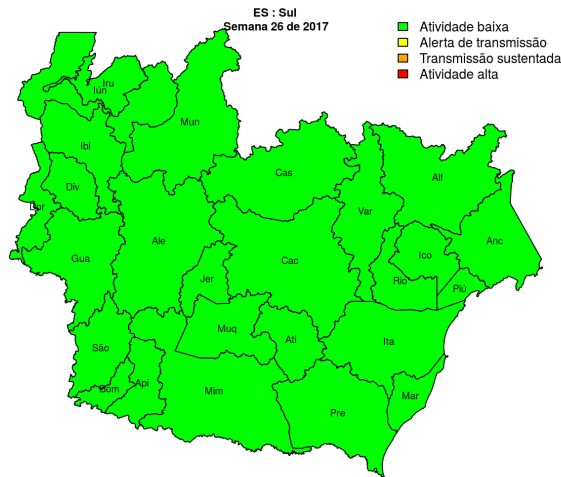 ES : Sul
Semana 26 de 2017
Atividade baixa
Alerta de transmissão
Transmissão sustentada
Atividade alta
Iru
Iún
Mun
Ibi
Cas
Alf
Div
Dor
Var
Ale
Anc
Gua
Cac
Ico
Jer
Rio
Piú
Muq
Ati
Ita
São
Bom
Api
Mim
Mar
Pre